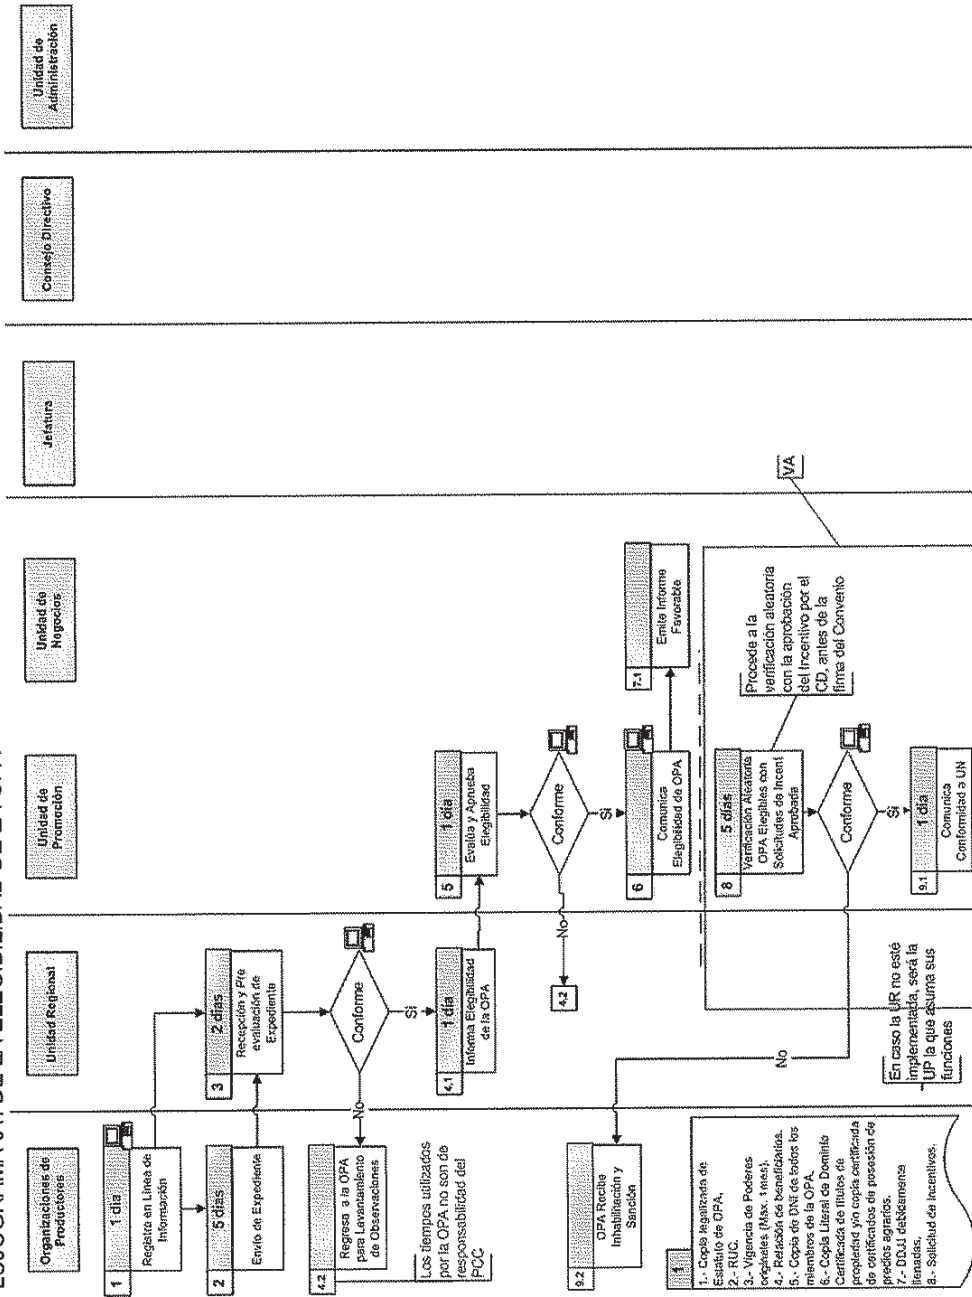 Organizaciones de
Productores
Unidad Regional
Unidad de
Promoción
Unidad de
Negocios
Jefatura
Consejo Directivo
Unidad de
Administración
1
1 día
Registro en Línea de
Información
2
5 días
Envío de Expediente
3
2 días
Recepción y Pre
evaluación de
Expediente
Conforme
No
Si
4.2
Regresa a la OPA
para Levantamiento
de Observaciones
Los tiempos utilizados
por la OPA no son de
responsabilidad del
PCC
4.1
1 día
Informa Elegibilidad
de la OPA
5
1 día
Evalúa y Aprueba
Elegibilidad
Conforme
No
4.2
Si
6
Comunica
Elegibilidad de OPA
7.1
Emite Informe
Favorable
VA
Procede a la
verificación aleatoria
con la aprobación
del Incentivo por el
CD, antes de la
firma del Convenio
8
5 días
Verificación Aleatoria
OPA Elegibles con
Solicitudes de Incent
Aprobada
Conforme
No
Si
9.1
1 día
Comunica
Conformidad a UN
9.2
OPA Recibe
Inhabilitación y
Sanción
En caso la UR no esté
implementada, será la
UP la que asuma sus
funciones
1
1.- Copia legalizada de
Estatuto de OPA.
2.- RUC.
3.- Vigencia de Poderes
originales (Max. 1mes).
4.- Relación de beneficiarios.
5.- Copia de DNI de todos los
miembros de la OPA.
6.- Copia Literal de Dominio
Certificada de títulos de
propiedad y/o copia certificada
de certificados de posesión de
predios agrarios.
7.- DDJJ debidamente
llenadas.
8.- Solicitud de Incentivos.